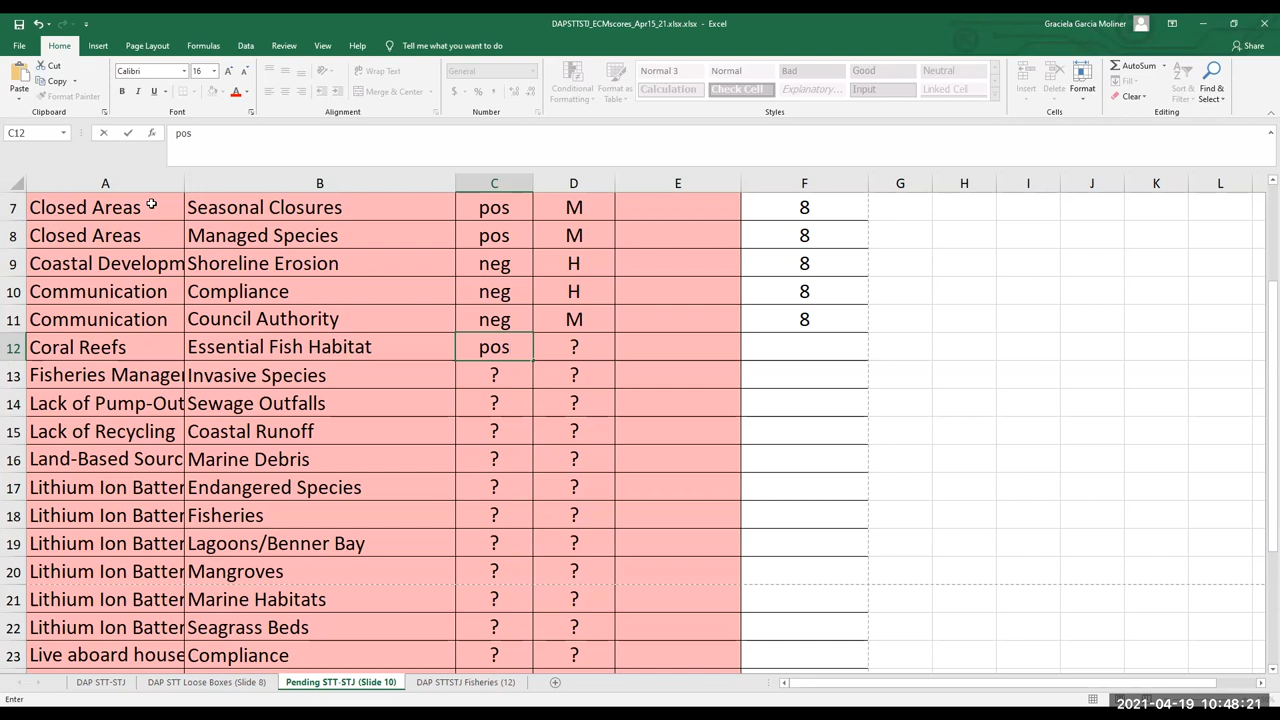 DAPSTTSTJ_ECMscores_Apr15_21.xlsx.xlsx - Excel
Graciela Garcia Moliner
File Home Insert Page Layout Formulas Data Review View Help Tell me what you want to do Share
Paste Cut Copy Format Painter
Calibri 16
B I U A
Wrap Text
Merge & Center
General
$ % ,
Conditional Formatting
Format as Table
Normal 3 Normal Bad Good Neutral
Calculation Check Cell Explanatory... Input Linked Cell
Insert Delete Format
AutoSum
Fill
Clear
Sort & Filter
Find & Select
Clipboard Font Alignment Number Styles Cells Editing
C12 fx pos
A B C D E F G H I J K L
7 Closed Areas Seasonal Closures pos M 8
8 Closed Areas Managed Species pos M 8
9 Coastal Developm Shoreline Erosion neg H 8
10 Communication Compliance neg H 8
11 Communication Council Authority neg M 8
12 Coral Reefs Essential Fish Habitat pos ?
13 Fisheries Manager Invasive Species ? ?
14 Lack of Pump-Out Sewage Outfalls ? ?
15 Lack of Recycling Coastal Runoff ? ?
16 Land-Based Sourc Marine Debris ? ?
17 Lithium Ion Batter Endangered Species ? ?
18 Lithium Ion Batter Fisheries ? ?
19 Lithium Ion Batter Lagoons/Benner Bay ? ?
20 Lithium Ion Batter Mangroves ? ?
21 Lithium Ion Batter Marine Habitats ? ?
22 Lithium Ion Batter Seagrass Beds ? ?
23 Live aboard house Compliance ? ?
DAP STT-STJ DAP STT Loose Boxes (Slide 8) Pending STT-STJ (Slide 10) DAP STTSTJ Fisheries (12)
Enter
2021-04-19 10:48:21